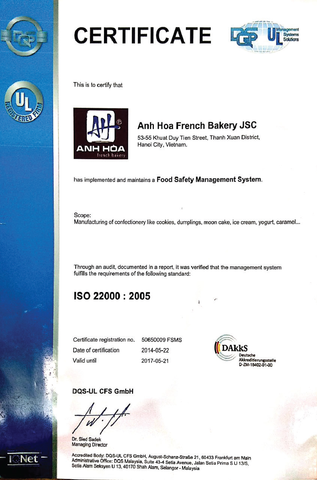 DQS
UL
REGISTERED FIRM
CERTIFICATE
DQS UL Management
Systems
Solutions
This is to certify that
AH
ANH HÒA
French Bakery
Anh Hoa French Bakery JSC
53-55 Khuat Duy Tien Street, Thanh Xuan District,
Hanoi City, Vietnam.
has implemented and maintains a Food Safety Management System.
Scope:
Manufacturing of confectionery like cookies, dumplings, moon cake, ice cream, yogurt, caramel...
Through an audit, documented in a report, it was verified that the management system
fulfills the requirements of the following standard:
ISO 22000 : 2005
Certificate registration no. 50650009 FSMS
Date of certification 2014-05-22
Valid until 2017-05-21
DAkkS
Deutsche
Akkreditierungsstelle
DQS-UL CFS GmbH
Dr. Sied Sadek
Managing Director
IQNet
Accredited Body: DQS-UL CFS GmbH, August-Schanz-Straße 21, 60433 Frankfurt am Main
Administrative Office: DQS Malaysia, Suite 43-4 Setia Avenue, Jalan Setia Prima S U 13/S,
Setia Alam Seksyen U 13, 40170 Shah Alam, Selangor - Malaysia